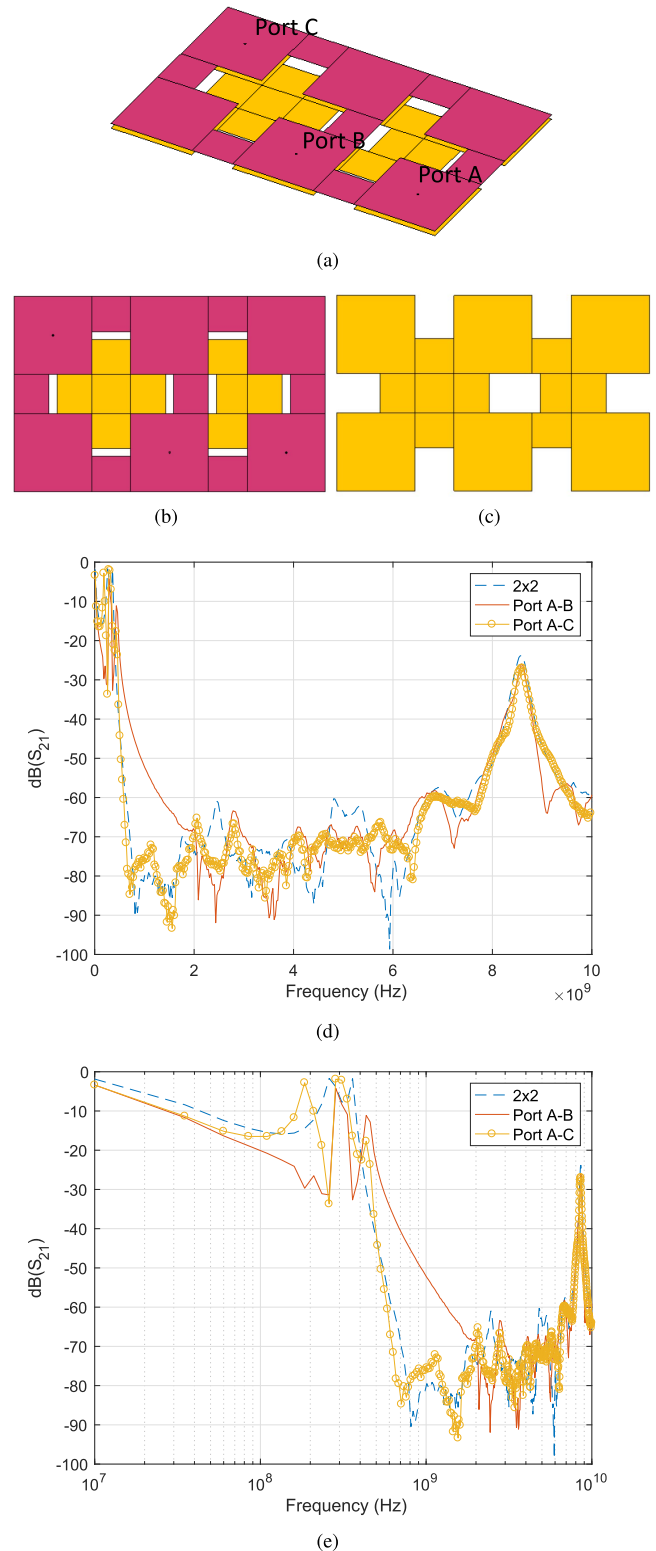 Port C
Port B
Port A
(a)
(b)
(c)
0
-10
-20
-30
-40
-50
-60
-70
-80
-90
-100
dB(S21)
2x2
Port A-B
Port A-C
0
2
4
6
8
10
Frequency (Hz)
×10^9
(d)
0
-10
-20
-30
-40
-50
-60
-70
-80
-90
-100
dB(S21)
2x2
Port A-B
Port A-C
10^7
10^8
10^9
10^10
Frequency (Hz)
(e)